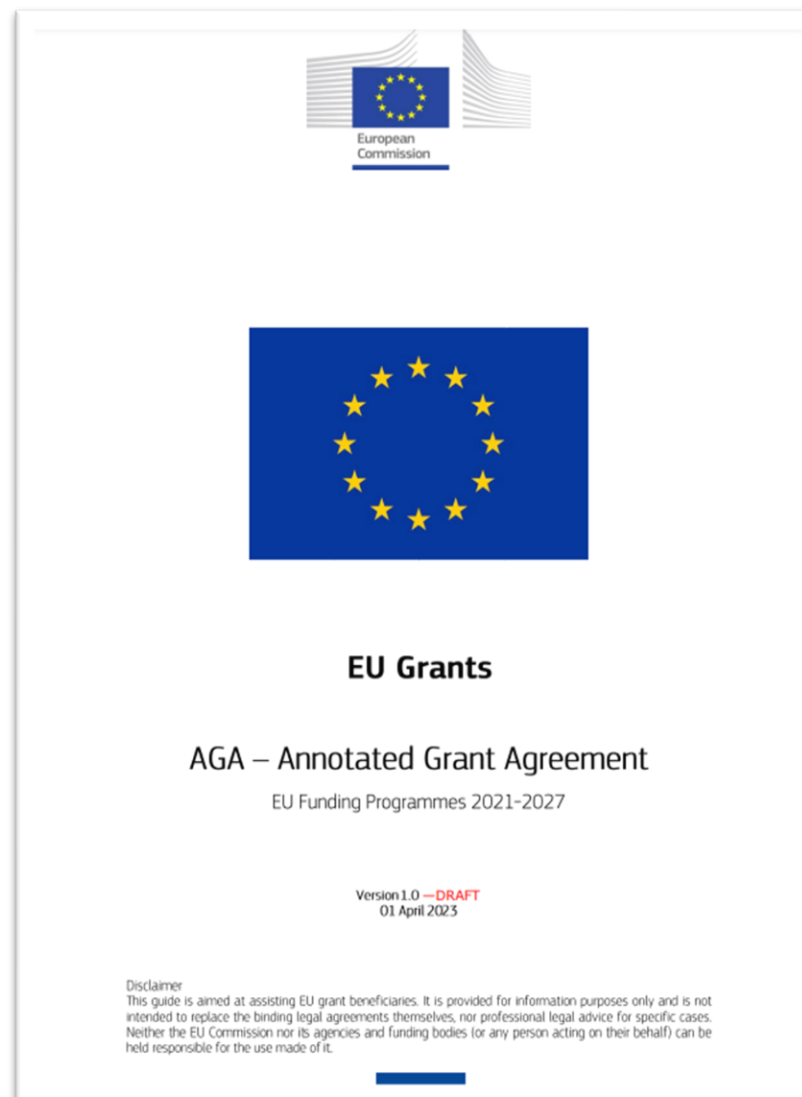 European
Commission
EU Grants
AGA – Annotated Grant Agreement
EU Funding Programmes 2021-2027
Version 1.0 —DRAFT
01 April 2023
Disclaimer
This guide is aimed at assisting EU grant beneficiaries. It is provided for information purposes only and is not
intended to replace the binding legal agreements themselves, nor professional legal advice for specific cases.
Neither the EU Commission nor its agencies and funding bodies (or any person acting on their behalf) can be
held responsible for the use made of it.